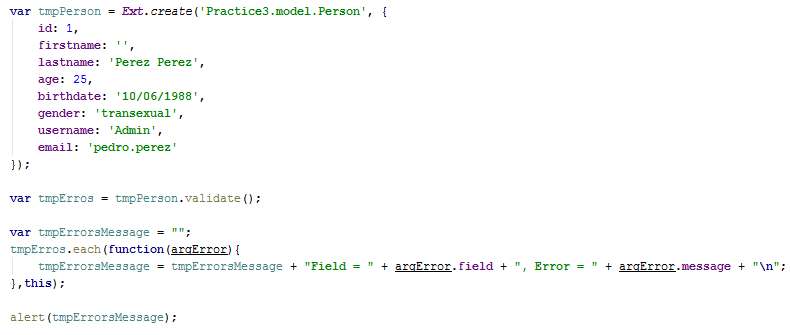 var tmpPerson = Ext.create('Practice3.model.Person', {
id: 1,
firstname: '',
lastname: 'Perez Perez',
age: 25,
birthdate: '10/06/1988',
gender: 'transexual',
username: 'Admin',
email: 'pedro.perez'
});
var tmpErros = tmpPerson.validate();
var tmpErrorsMessage = "";
tmpErros.each(function(argError){
tmpErrorsMessage = tmpErrorsMessage + "Field = " + argError.field + ", Error = " + argError.message + "\n";
},this);
alert(tmpErrorsMessage);